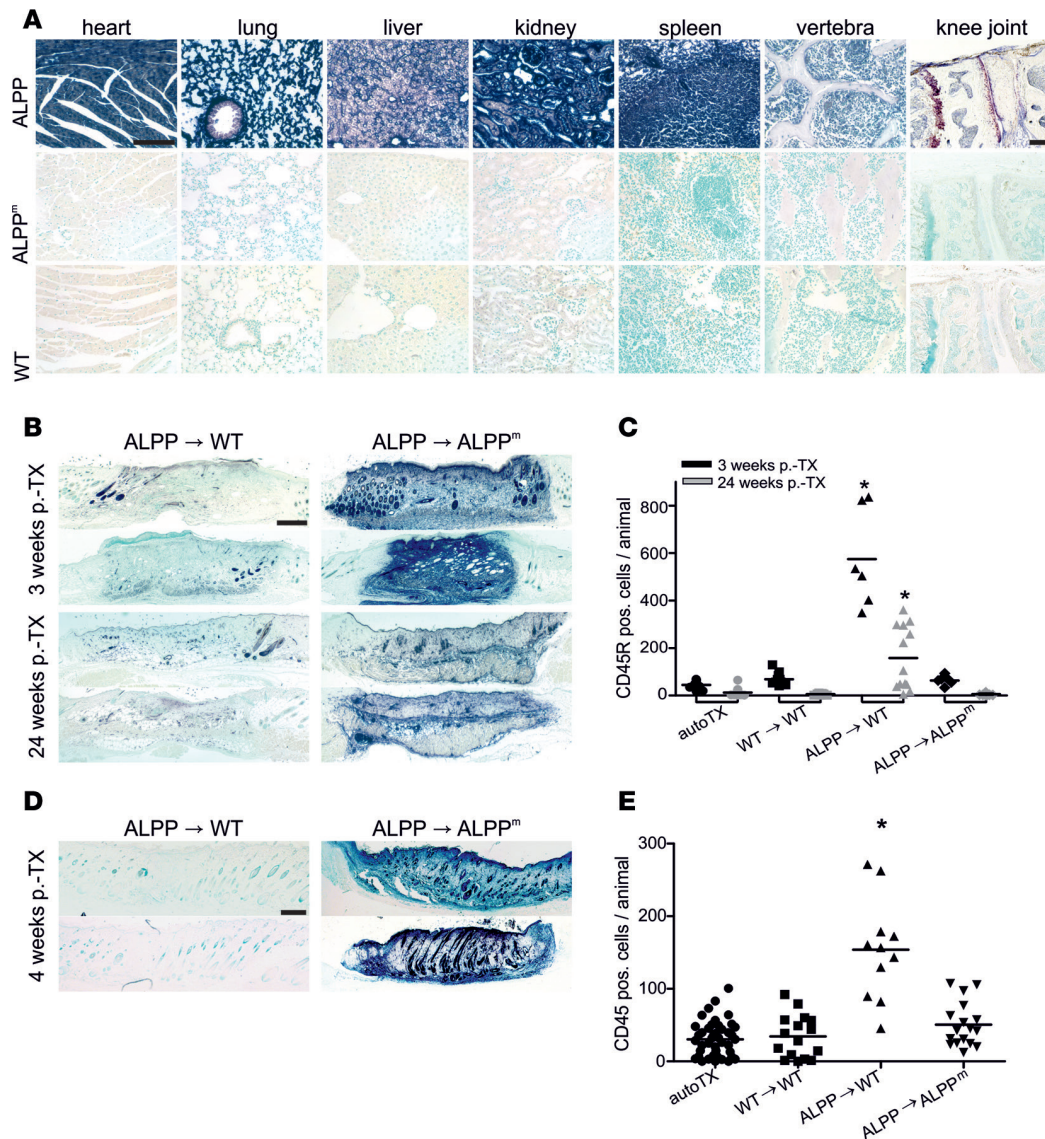 A
heart lung liver kidney spleen vertebra knee joint
ALPP
ALPPᵐ
WT
B
ALPP → WT ALPP → ALPPᵐ
3 weeks p.-TX
24 weeks p.-TX
C
3 weeks p.-TX
24 weeks p.-TX
CD45R pos. cells / animal
800
600
400
200
0
* *
autoTX WT → WT ALPP → WT ALPP → ALPPᵐ
D
ALPP → WT ALPP → ALPPᵐ
4 weeks p.-TX
E
CD45 pos. cells / animal
300
200
100
0
*
autoTX WT → WT ALPP → WT ALPP → ALPPᵐ